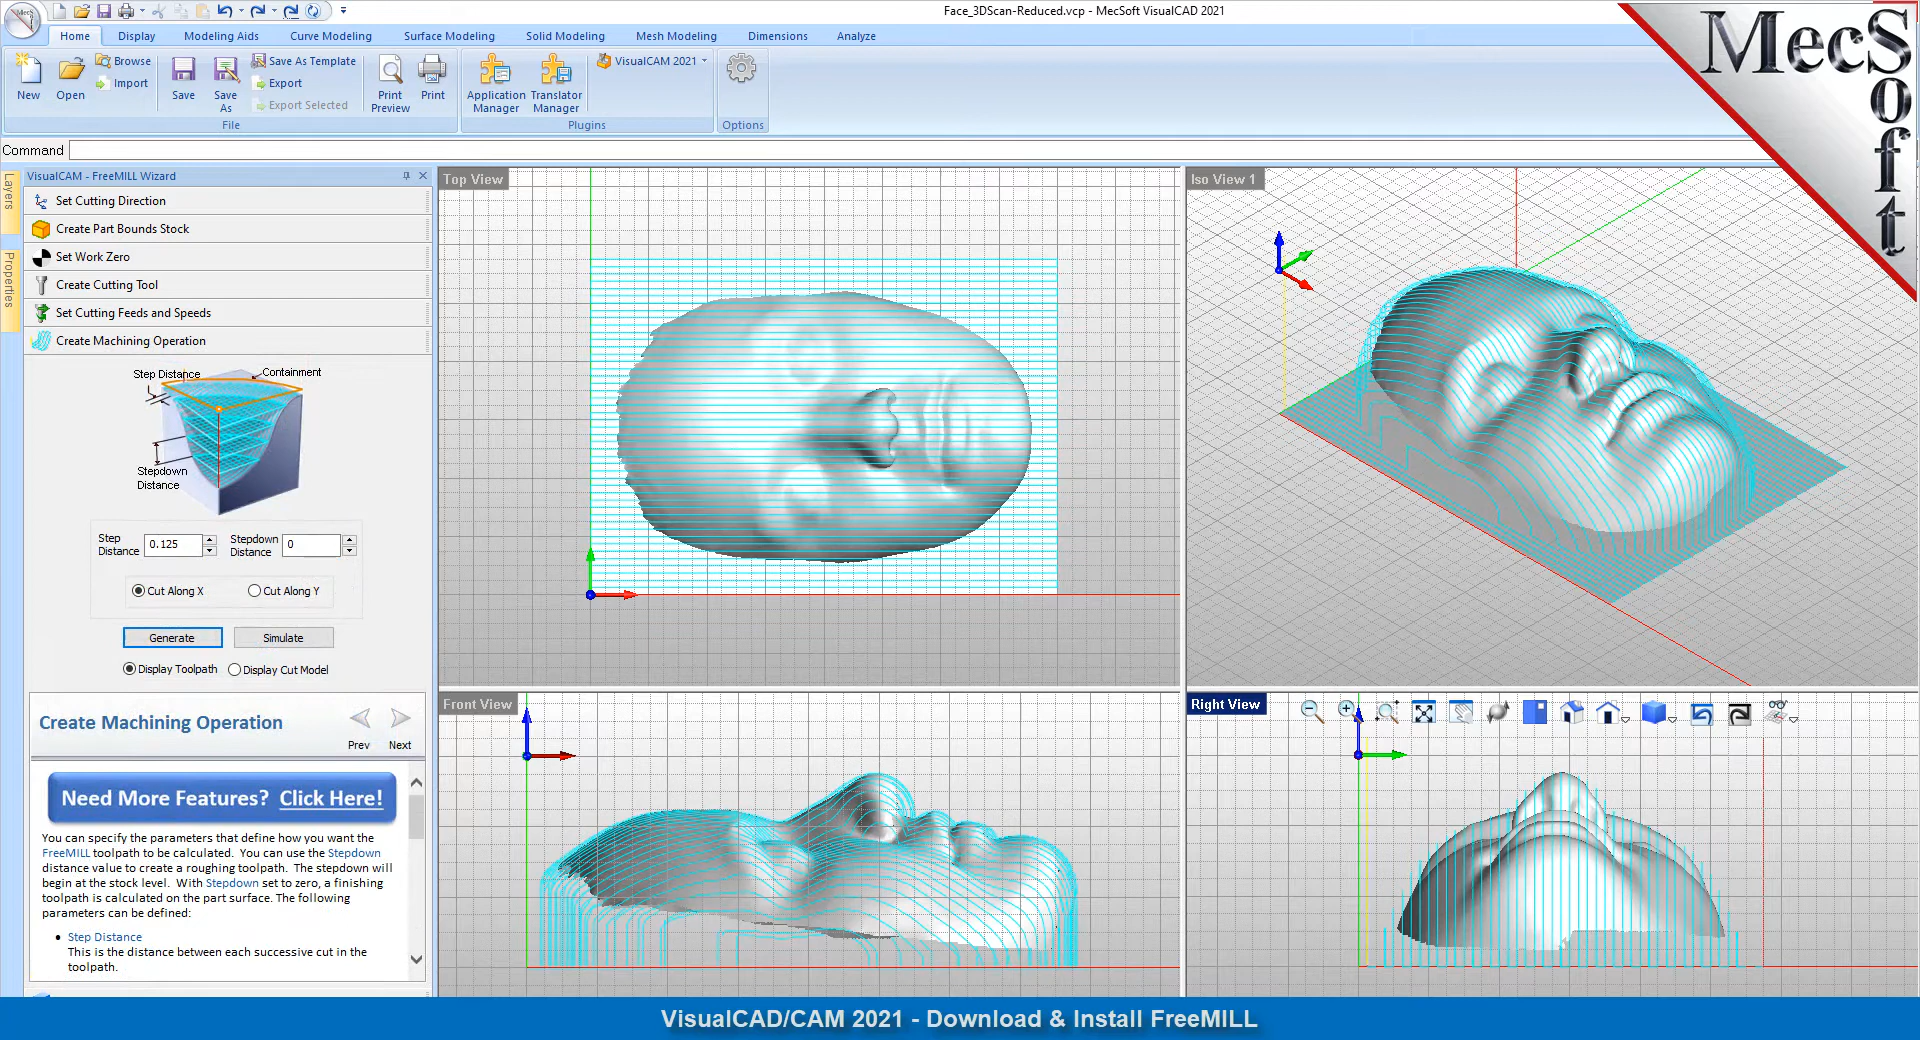 Face_3DScan-Reduced.vcp - MecSoft VisualCAD 2021
MecSoft
Home Display Modeling Aids Curve Modeling Surface Modeling Solid Modeling Mesh Modeling Dimensions Analyze
New
Open
Browse
Import
Save
Save As
Save As Template
Export
Export Selected
Print Preview
Print
Application Manager
Translator Manager
VisualCAM 2021
File
Plugins
Options
Command
Layers
Properties
VisualCAM - FreeMILL Wizard
Set Cutting Direction
Create Part Bounds Stock
Set Work Zero
Create Cutting Tool
Set Cutting Feeds and Speeds
Create Machining Operation
Step Distance
Containment
Stepdown
Distance
Step Distance 0.125 Stepdown Distance 0
Cut Along X Cut Along Y
Generate Simulate
Display Toolpath Display Cut Model
Create Machining Operation
Prev Next
Need More Features? Click Here!
You can specify the parameters that define how you want the
FreeMILL toolpath to be calculated. You can use the Stepdown
distance value to create a roughing toolpath. The stepdown will
begin at the stock level. With Stepdown set to zero, a finishing
toolpath is calculated on the part surface. The following
parameters can be defined:
• Step Distance
This is the distance between each successive cut in the
toolpath.
Top View
Iso View 1
Front View
Right View
VisualCAD/CAM 2021 - Download & Install FreeMILL